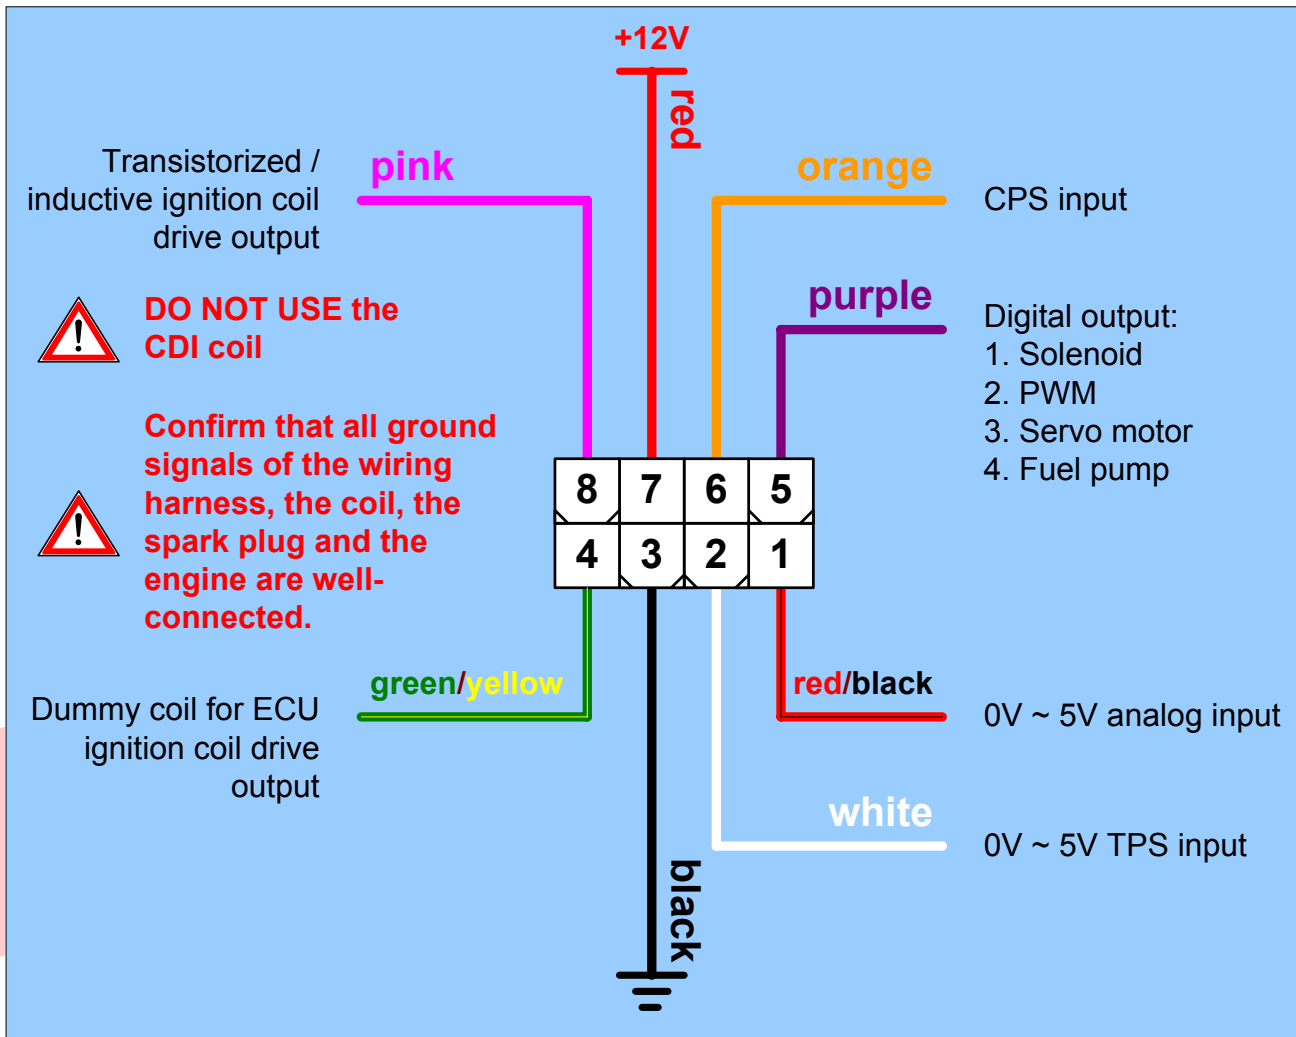 +12V
red
Transistorized /
inductive ignition coil
drive output
pink
orange
CPS input
DO NOT USE the
CDI coil
purple
Digital output:
1. Solenoid
2. PWM
3. Servo motor
4. Fuel pump
Confirm that all ground
signals of the wiring
harness, the coil, the
spark plug and the
engine are well-
connected.
8 7 6 5
4 3 2 1
green/yellow
Dummy coil for ECU
ignition coil drive
output
red/black
0V ~ 5V analog input
white
0V ~ 5V TPS input
black